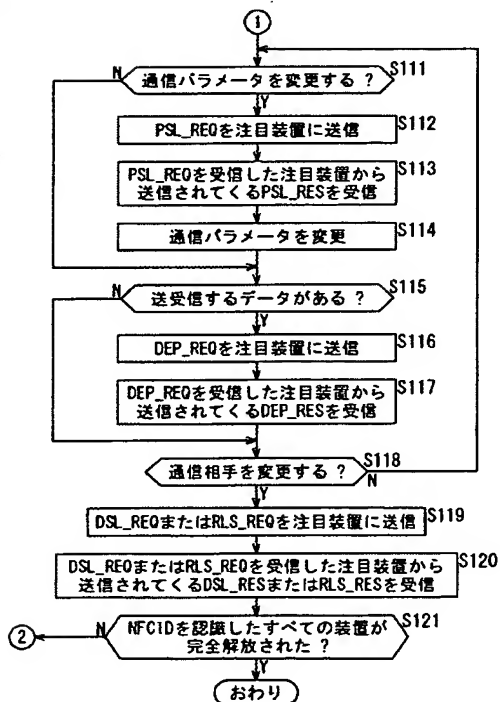 ①
通信パラメータを変更する ?
S111
N
Y
PSL_REQを注目装置に送信
S112
PSL_REQを受信した注目装置から
送信されてくるPSL_RESを受信
S113
通信パラメータを変更
S114
送受信するデータがある ?
S115
N
Y
DEP_REQを注目装置に送信
S116
DEP_REQを受信した注目装置から
送信されてくるDEP_RESを受信
S117
通信相手を変更する ?
S118
N
Y
DSL_REQまたはRLS_REQを注目装置に送信
S119
DSL_REQまたはRLS_REQを受信した注目装置から
送信されてくるDSL_RESまたはRLS_RESを受信
S120
NFCIDを認識したすべての装置が
完全解放された ?
S121
N
②
Y
おわり